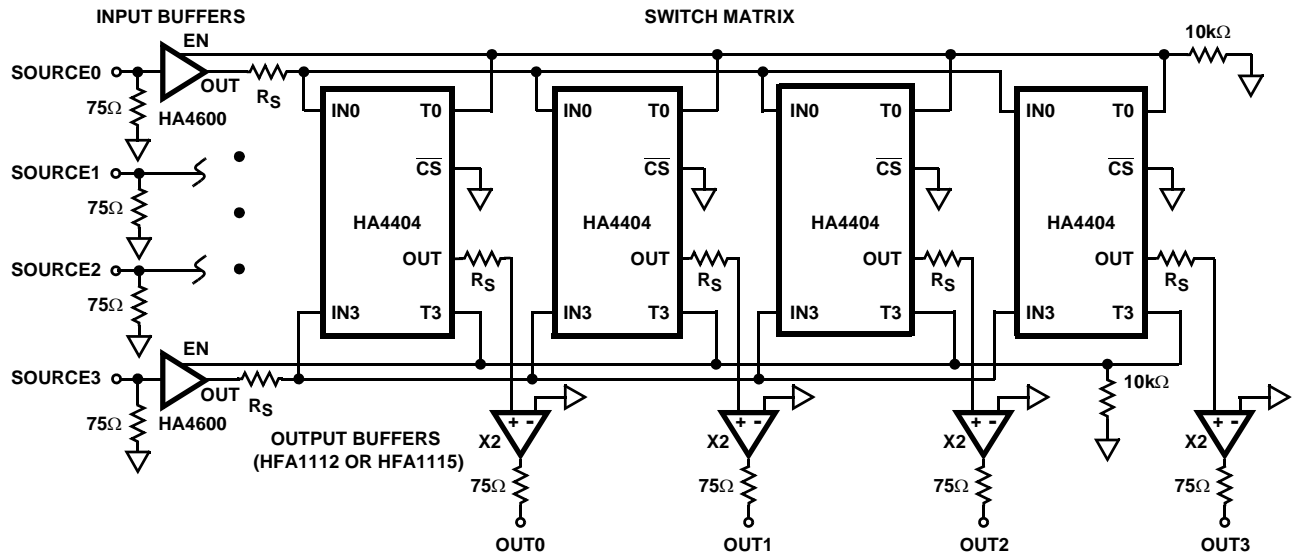 INPUT BUFFERS
SWITCH MATRIX
EN
10kΩ
SOURCE0
OUT
RS
75Ω
HA4600
IN0 T0
IN0 T0
IN0 T0
IN0 T0
SOURCE1
CS
CS
CS
CS
75Ω
HA4404
HA4404
HA4404
HA4404
SOURCE2
OUT
OUT
OUT
OUT
RS
RS
RS
RS
75Ω
IN3 T3
IN3 T3
IN3 T3
IN3 T3
EN
SOURCE3
OUT
RS
10kΩ
75Ω
HA4600
OUTPUT BUFFERS
(HFA1112 OR HFA1115)
X2 + -
X2 + -
X2 + -
X2 + -
75Ω
75Ω
75Ω
75Ω
OUT0
OUT1
OUT2
OUT3